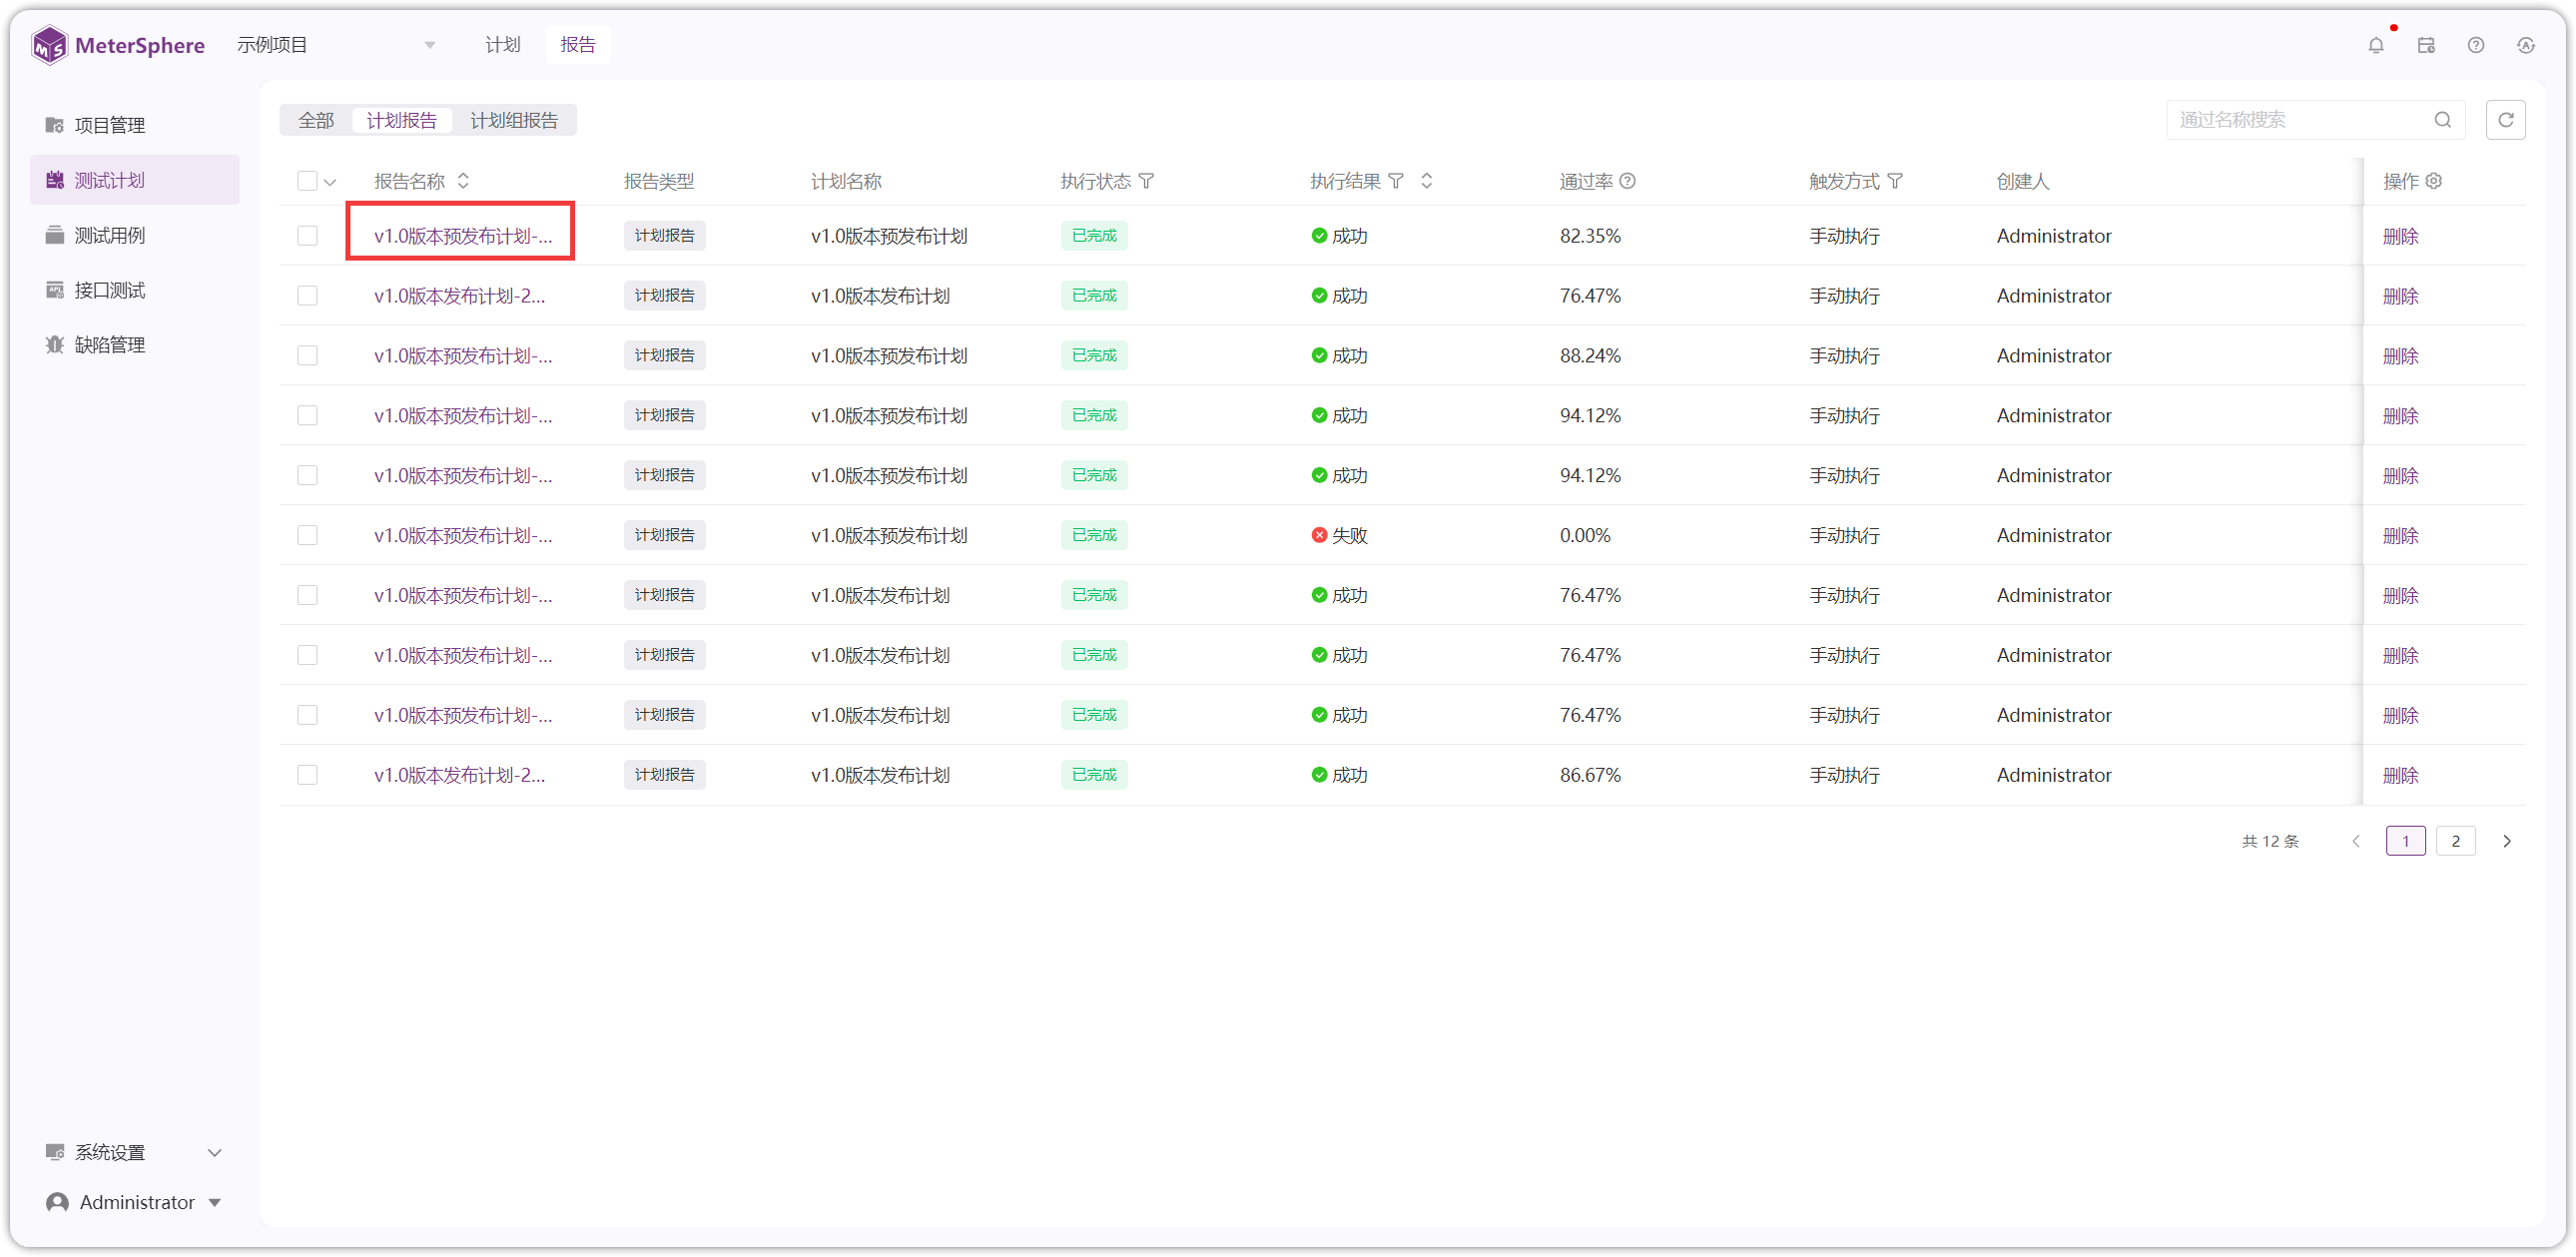 MeterSphere 示例项目 计划 报告
项目管理
测试计划
测试用例
接口测试
缺陷管理
全部 计划报告 计划组报告 通过名称搜索
报告名称 报告类型 计划名称 执行状态 执行结果 通过率 触发方式 创建人 操作
v1.0版本预发布计划-... 计划报告 v1.0版本预发布计划 已完成 成功 82.35% 手动执行 Administrator 删除
v1.0版本发布计划-2... 计划报告 v1.0版本发布计划 已完成 成功 76.47% 手动执行 Administrator 删除
v1.0版本预发布计划-... 计划报告 v1.0版本预发布计划 已完成 成功 88.24% 手动执行 Administrator 删除
v1.0版本预发布计划-... 计划报告 v1.0版本预发布计划 已完成 成功 94.12% 手动执行 Administrator 删除
v1.0版本预发布计划-... 计划报告 v1.0版本预发布计划 已完成 成功 94.12% 手动执行 Administrator 删除
v1.0版本预发布计划-... 计划报告 v1.0版本预发布计划 已完成 失败 0.00% 手动执行 Administrator 删除
v1.0版本预发布计划-... 计划报告 v1.0版本发布计划 已完成 成功 76.47% 手动执行 Administrator 删除
v1.0版本预发布计划-... 计划报告 v1.0版本发布计划 已完成 成功 76.47% 手动执行 Administrator 删除
v1.0版本预发布计划-... 计划报告 v1.0版本发布计划 已完成 成功 76.47% 手动执行 Administrator 删除
v1.0版本发布计划-2... 计划报告 v1.0版本发布计划 已完成 成功 86.67% 手动执行 Administrator 删除
共 12 条 1 2
系统设置
Administrator